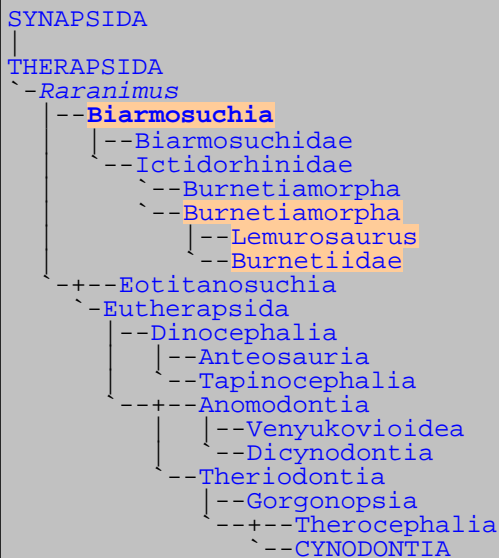 SYNAPSIDA
|
THERAPSIDA
`-Raranimus
   |--Biarmosuchia
   |  |--Biarmosuchidae
   |  `--Ictidorhinidae
   |     `--Burnetiamorpha
   |     `--Burnetiamorpha
   |        |--Lemurosaurus
   |        `--Burnetiidae
   `-+--Eotitanosuchia
     `-Eutherapsida
       |--Dinocephalia
       |  |--Anteosauria
       |  `--Tapinocephalia
       `--+--Anomodontia
          |  |--Venyukovioidea
          |  `--Dicynodontia
          `--Theriodontia
             |--Gorgonopsia
             `--+--Therocephalia
                `--CYNODONTIA